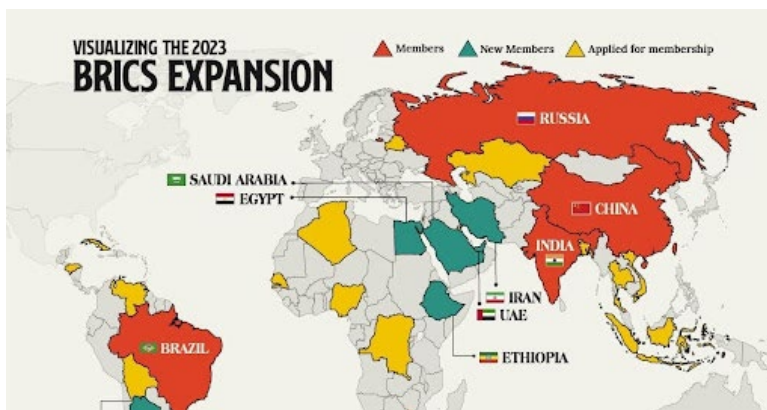 VISUALIZING THE 2023
BRICS EXPANSION
Members
New Members
Applied for membership
RUSSIA
SAUDI ARABIA
EGYPT
CHINA
INDIA
IRAN
UAE
BRAZIL
ETHIOPIA